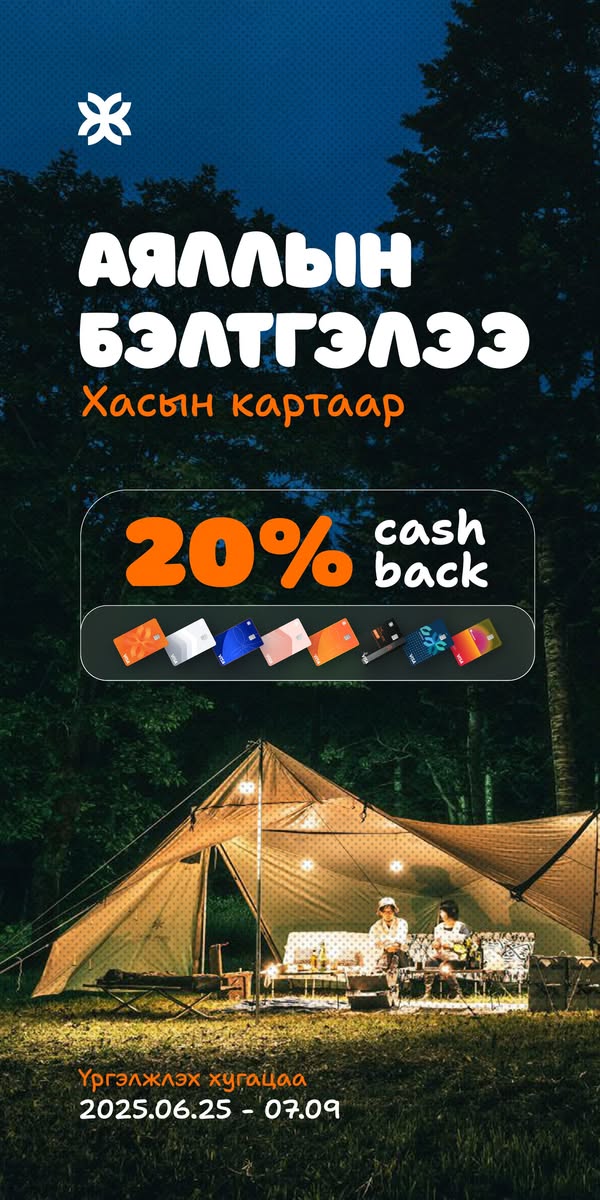 АЯЛЛЫН
БЭЛТГЭЛЭЭ
Хасын картаар
20% cash back
Үргэлжлэх хугацаа
2025.06.25 - 07.09